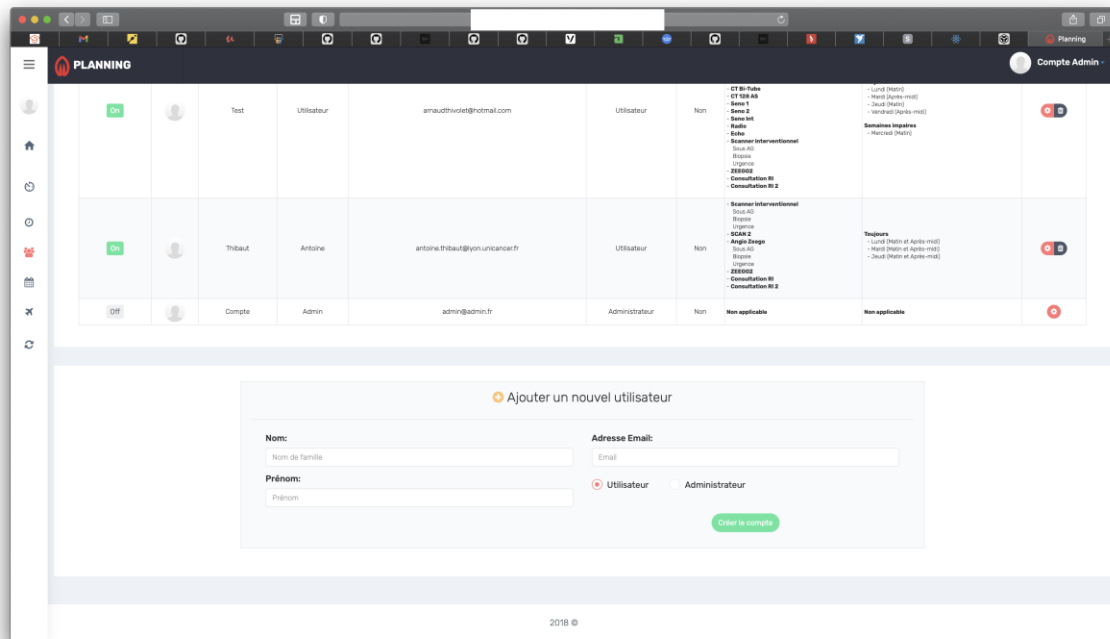 Planning
PLANNING
Compte Admin
On
Test
Utilisateur
arnaudthivolet@hotmail.com
Utilisateur
Non
- CT Bi-Tube
- CT 128 AS
- Seno 1
- Seno 2
- Seno Int
- Radio
- Echo
- Scanner interventionnel
Sous AG
Biopsie
Urgence
- ZEEGO2
- Consultation RI
- Consultation RI 2
- Lundi (Matin)
- Mardi (Après-midi)
- Jeudi (Matin)
- Vendredi (Après-midi)
Semaines impaires
- Mercredi (Matin)
On
Thibaut
Antoine
antoine.thibaut@lyon.unicancer.fr
Utilisateur
Non
- Scanner interventionnel
Sous AG
Biopsie
Urgence
- SCAN 2
- Angio Zeego
Sous AG
Biopsie
Urgence
- ZEEGO2
- Consultation RI
- Consultation RI 2
Toujours
- Lundi (Matin et Après-midi)
- Mardi (Matin et Après-midi)
- Jeudi (Matin et Après-midi)
Off
Compte
Admin
admin@admin.fr
Administrateur
Non
Non applicable
Non applicable
Ajouter un nouvel utilisateur
Nom:
Nom de famille
Prénom:
Prénom
Adresse Email:
Email
Utilisateur
Administrateur
Créer le compte
2018 ©